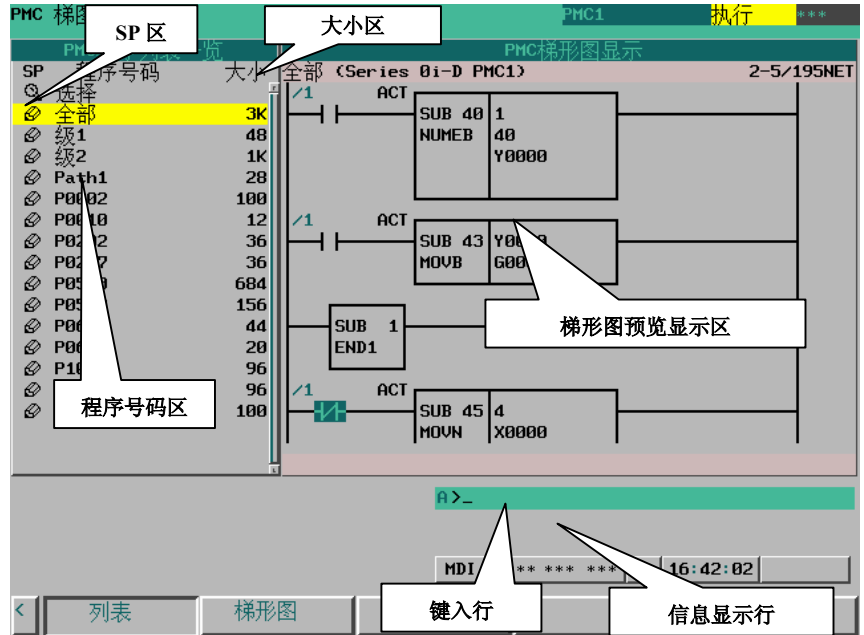 PMC 梯 PMC1 执行 ***
SP 区
大小区
PM 览
PMC梯形图显示
SP 程序号码 大小
全部 (Series 0i-D PMC1) 2-5/195NET
选择
全部 3K
级1 48
级2 1K
Path1 28
P0002 100
P0010 12
36
36
684
156
44
20
96
96
100
程序号码区
/1 ACT
SUB 40 1
NUMEB 40
Y0000
/1 ACT
SUB 43
MOVB
SUB 1
END1
/1 ACT
SUB 45 4
MOVN X0000
梯形图预览显示区
A>_
MDI ** *** *** 16:42:02
键入行
信息显示行
< 列表 梯形图